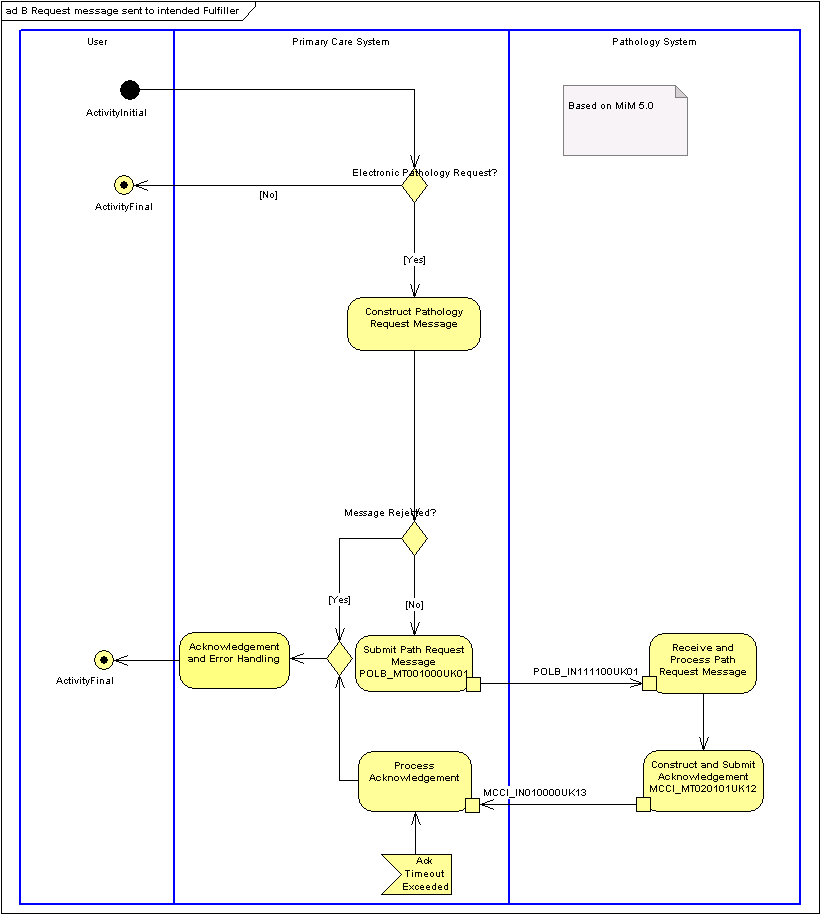 ad B Request message sent to intended Fulfiller
User
Primary Care System
Pathology System
ActivityInitial
Based on MiM 5.0
Electronic Pathology Request?
[No]
ActivityFinal
[Yes]
Construct Pathology
Request Message
Message Rejected?
[Yes]
[No]
Acknowledgement
and Error Handling
ActivityFinal
Submit Path Request
Message
POLB_MT001000UK01
POLB_IN111100UK01
Receive and
Process Path
Request Message
Process
Acknowledgement
MCCI_IN010000UK13
Construct and Submit
Acknowledgement
MCCI_MT020101UK12
Ack
Timeout
Exceeded